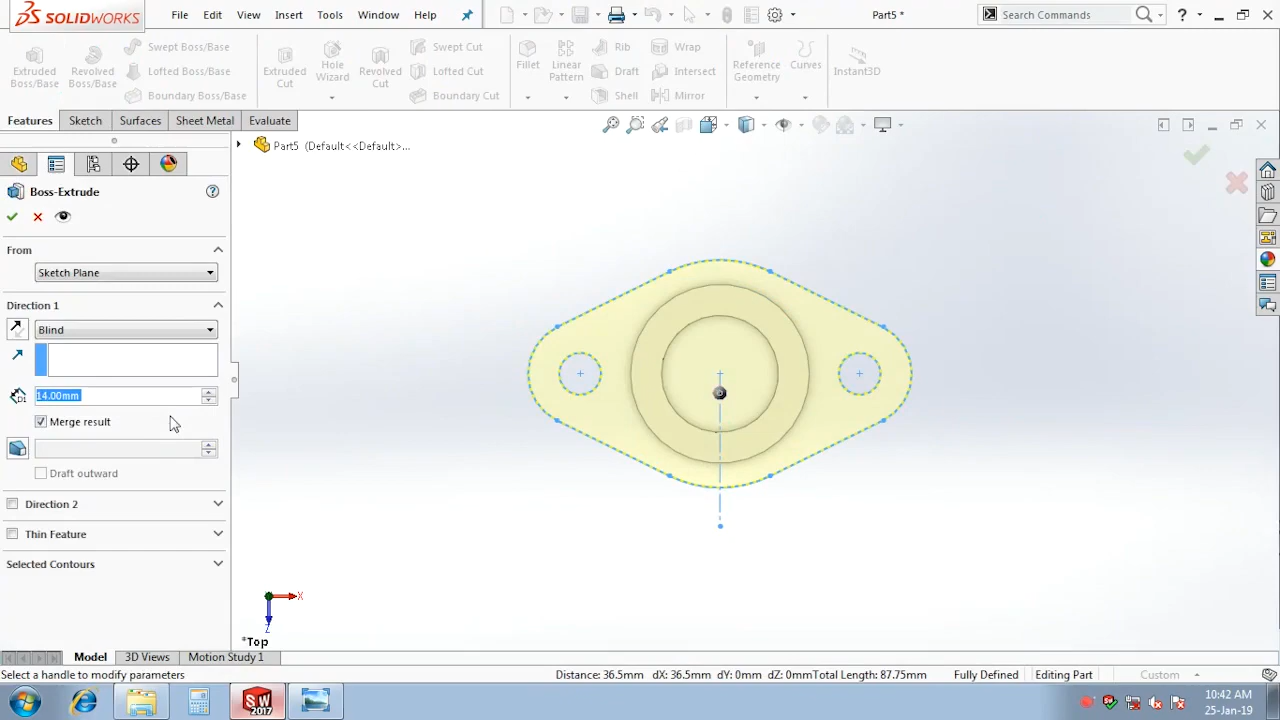 SOLIDWORKS
File Edit View Insert Tools Window Help
Part5 *
Search Commands
Extruded Boss/Base
Revolved Boss/Base
Swept Boss/Base
Lofted Boss/Base
Boundary Boss/Base
Extruded Cut
Hole Wizard
Revolved Cut
Swept Cut
Lofted Cut
Boundary Cut
Fillet
Linear Pattern
Rib
Draft
Shell
Wrap
Intersect
Mirror
Reference Geometry
Curves
Instant3D
Features Sketch Surfaces Sheet Metal Evaluate
Part5 (Default<<Default>...
Boss-Extrude
From
Sketch Plane
Direction 1
Blind
D1
14.00mm
Merge result
Draft outward
Direction 2
Thin Feature
Selected Contours
X
Z
*Top
Model 3D Views Motion Study 1
Select a handle to modify parameters
Distance: 36.5mm dX: 36.5mm dY: 0mm dZ: 0mmTotal Length: 87.75mm
Fully Defined
Editing Part
Custom
SW
2017
10:42 AM
25-Jan-19